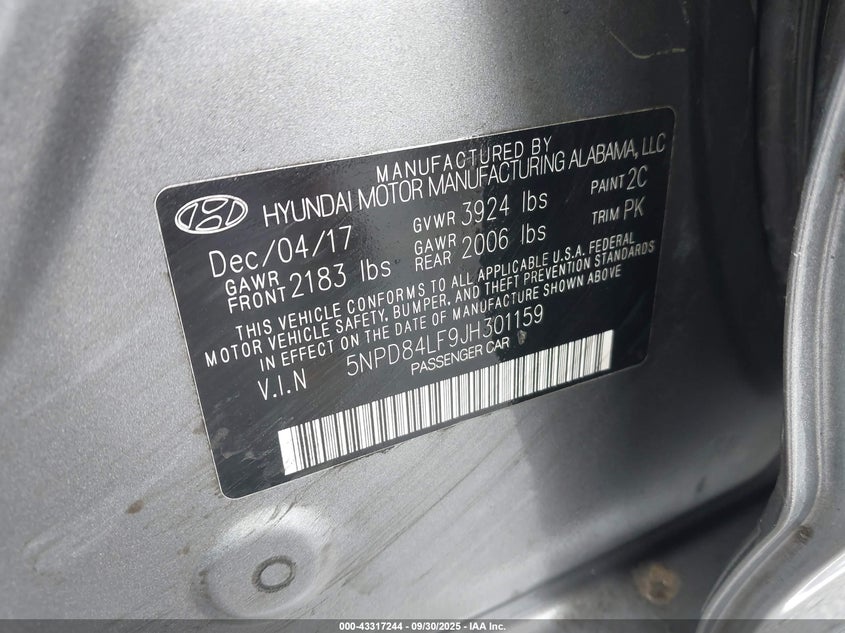 MANUFACTURED BY
HYUNDAI MOTOR MANUFACTURING ALABAMA, LLC
Dec/04/17 GVWR 3924 lbs PAINT 2C
GAWR FRONT 2183 lbs GAWR REAR 2006 lbs TRIM PK
THIS VEHICLE CONFORMS TO ALL APPLICABLE U.S.A. FEDERAL
MOTOR VEHICLE SAFETY, BUMPER, AND THEFT PREVENTION STANDARDS
IN EFFECT ON THE DATE OF MANUFACTURE SHOWN ABOVE
V.I.N 5NPD84LF9JH301159
PASSENGER CAR
000-43317244 - 09/30/2025 - IAA Inc.